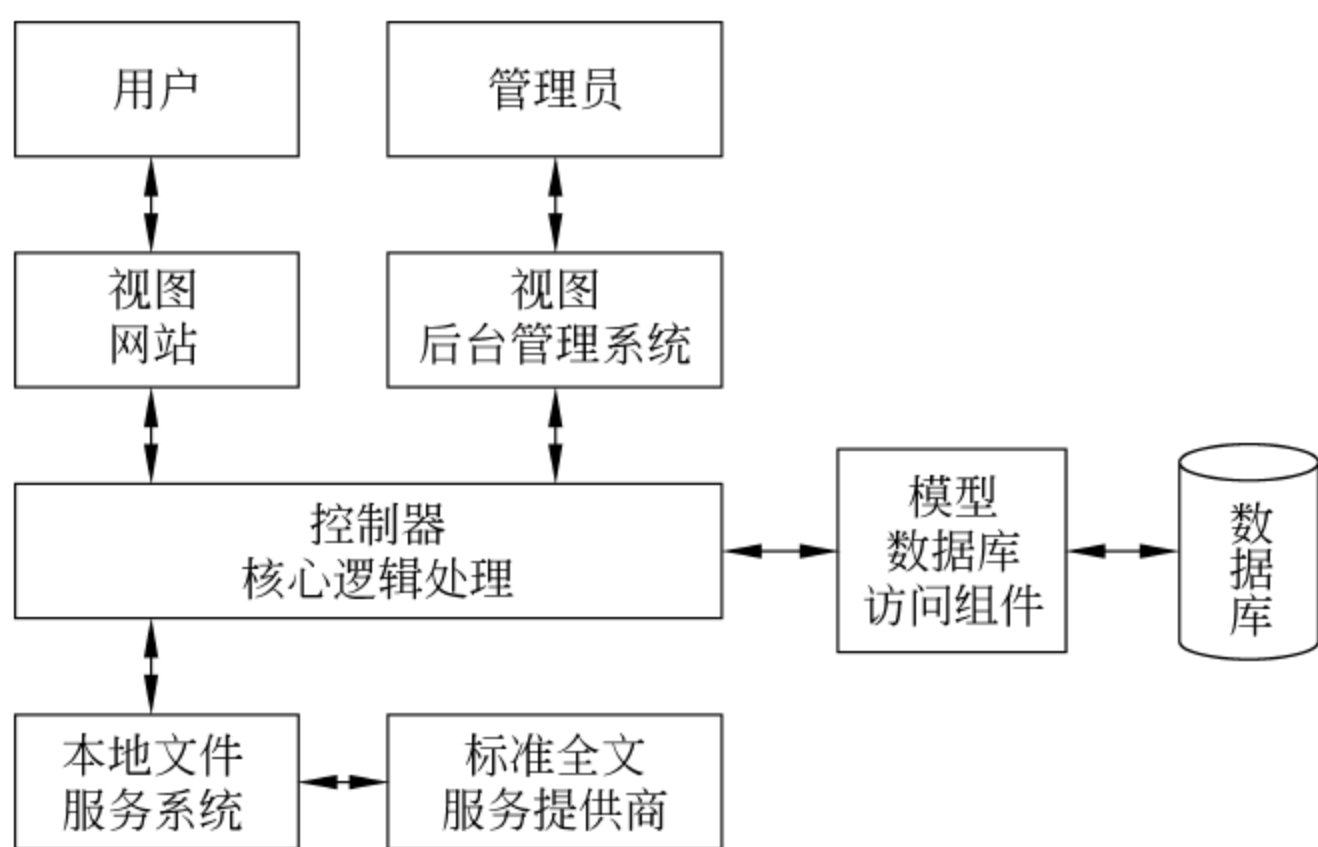 用户
管理员
视图
网站
视图
后台管理系统
控制器
核心逻辑处理
模型
数据库
访问组件
数据库
本地文件
服务系统
标准全文
服务提供商